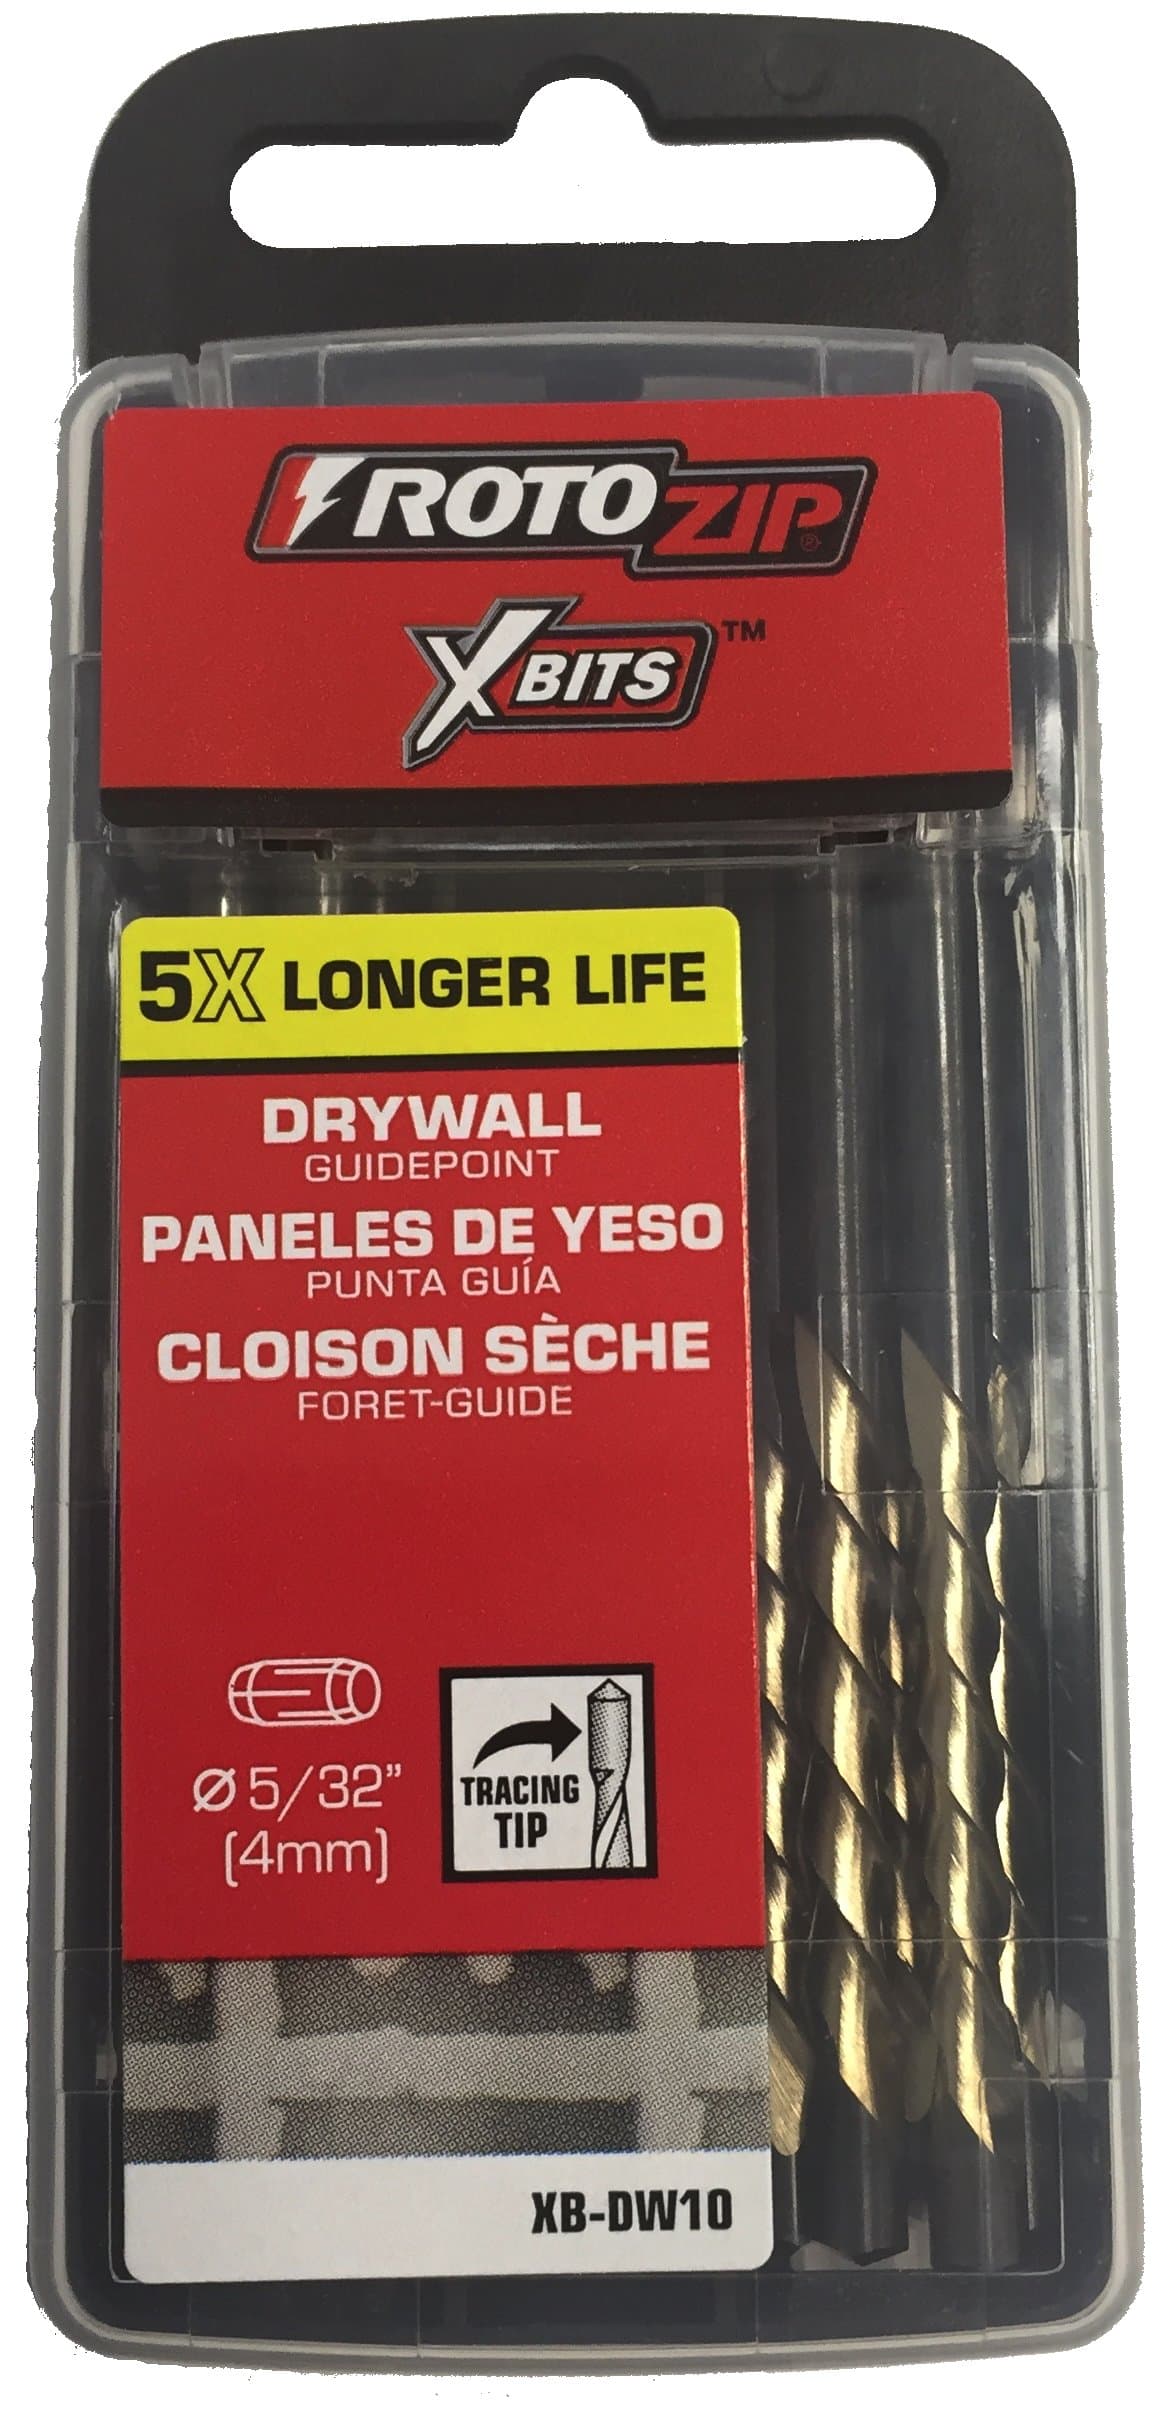 ROTOZIP®
XBITS™
5X LONGER LIFE
DRYWALL
GUIDEPOINT
PANELES DE YESO
PUNTA GUÍA
CLOISON SÈCHE
FORET-GUIDE
Ø 5/32”
(4mm)
TRACING
TIP
XB-DW10